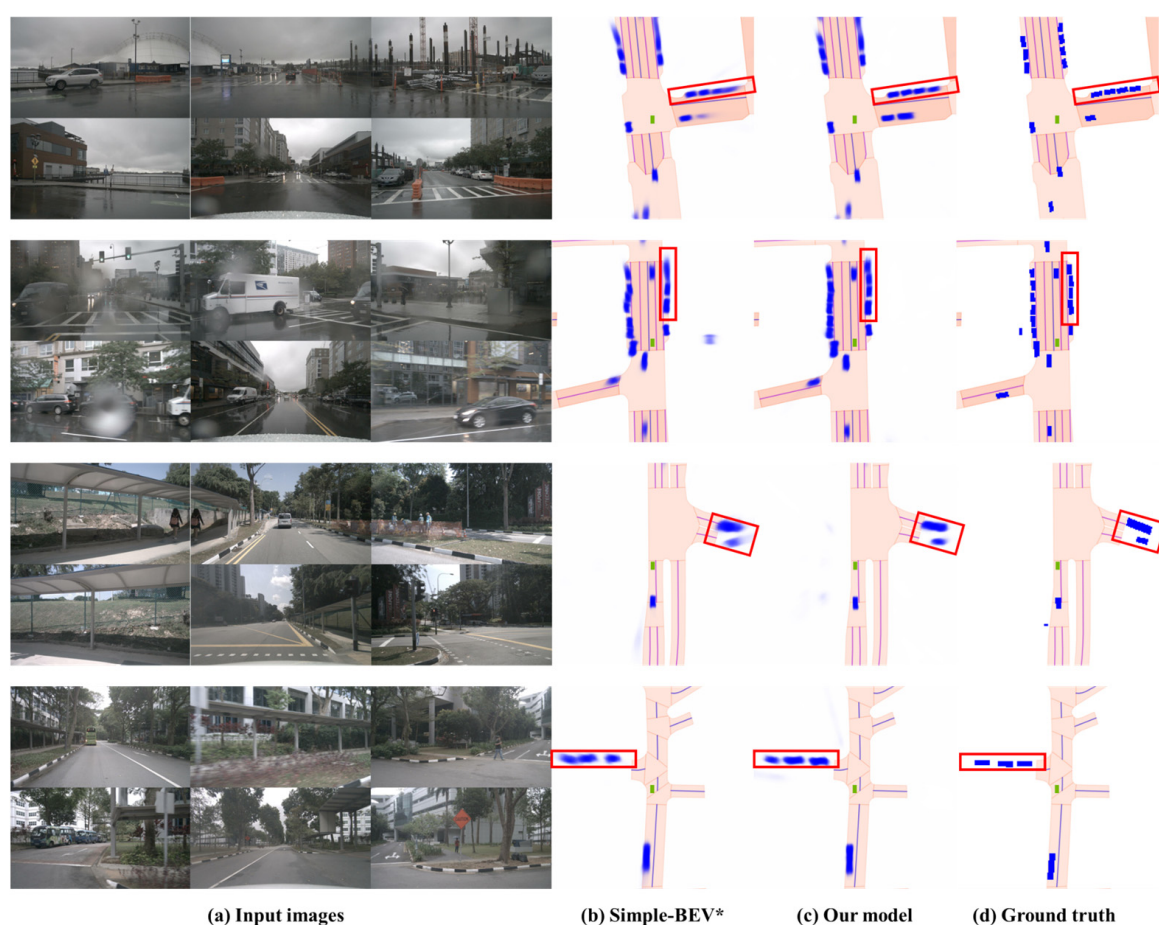 (a) Input images
(b) Simple-BEV*
(c) Our model
(d) Ground truth